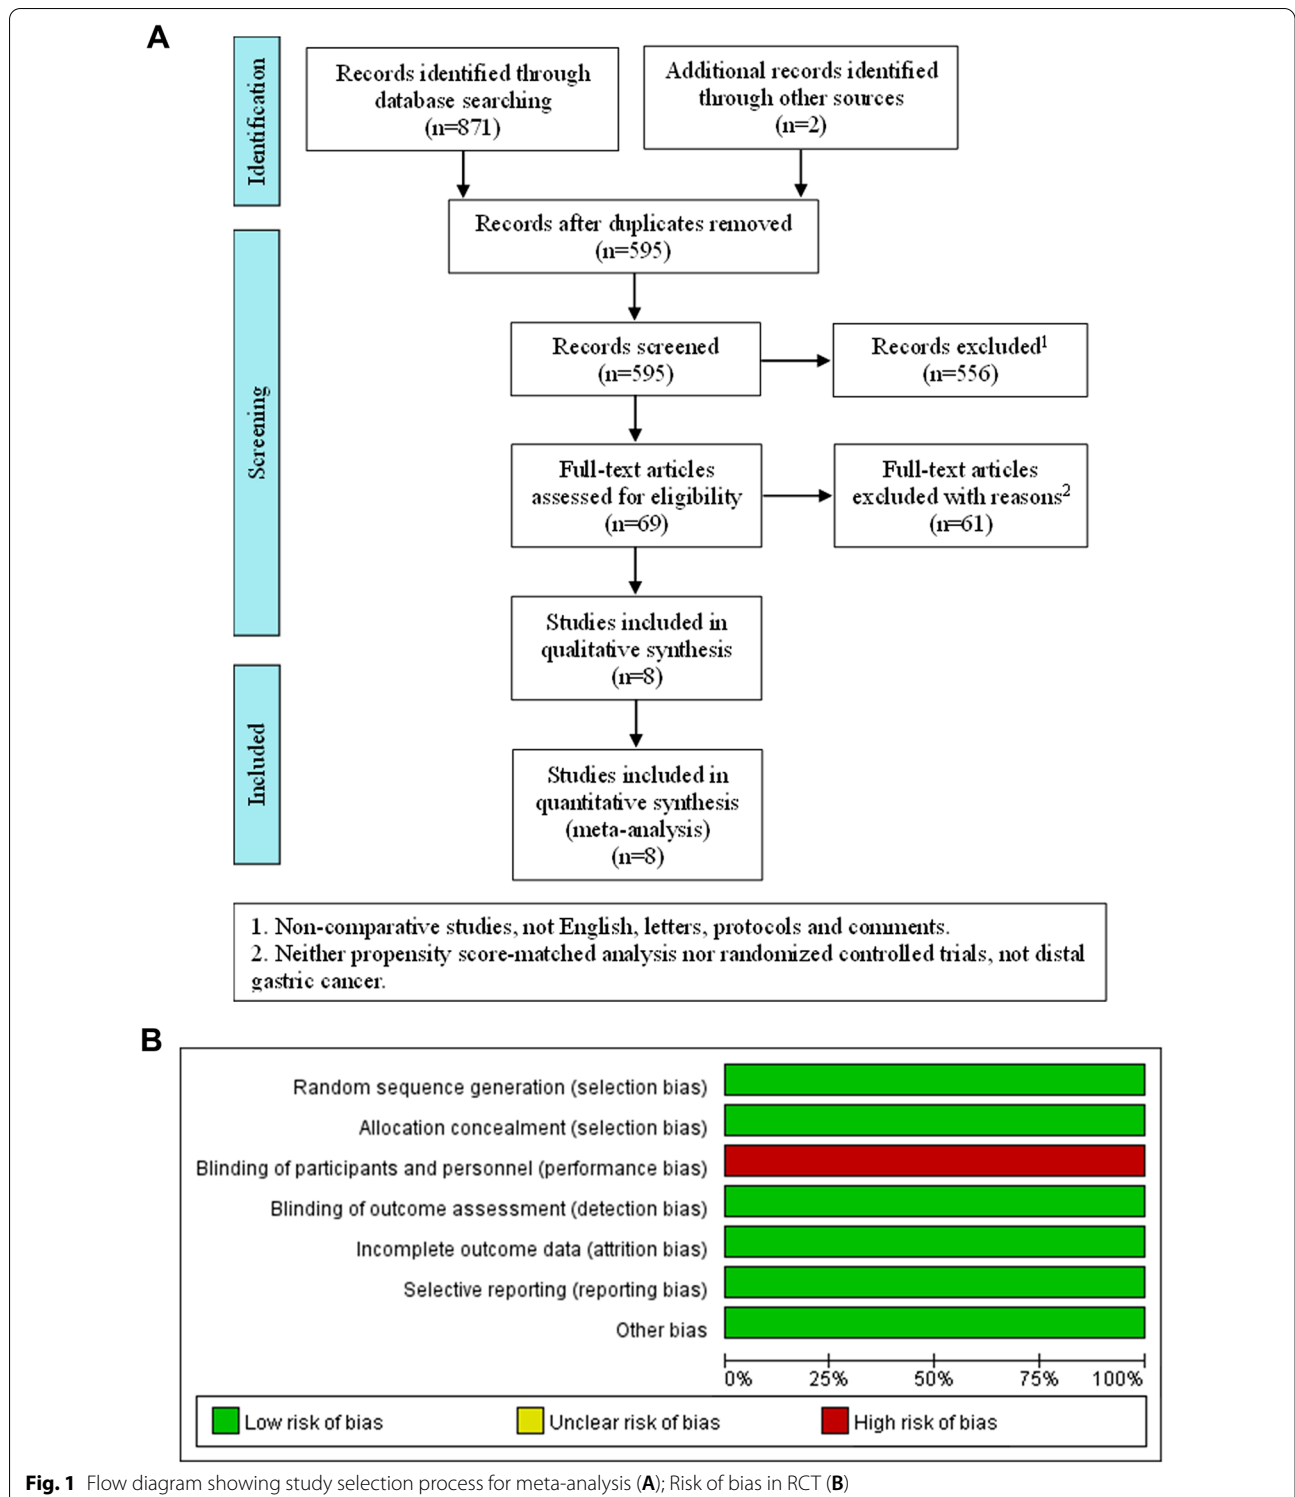 A
Identification
Records identified through
database searching
(n=871)
Additional records identified
through other sources
(n=2)
Records after duplicates removed
(n=595)
Screening
Records screened
(n=595)
Records excluded1
(n=556)
Full-text articles
assessed for eligibility
(n=69)
Full-text articles
excluded with reasons2
(n=61)
Studies included in
qualitative synthesis
(n=8)
Included
Studies included in
quantitative synthesis
(meta-analysis)
(n=8)
1. Non-comparative studies, not English, letters, protocols and comments.
2. Neither propensity score-matched analysis nor randomized controlled trials, not distal
gastric cancer.
B
Random sequence generation (selection bias)
Allocation concealment (selection bias)
Blinding of participants and personnel (performance bias)
Blinding of outcome assessment (detection bias)
Incomplete outcome data (attrition bias)
Selective reporting (reporting bias)
Other bias
0% 25% 50% 75% 100%
Low risk of bias Unclear risk of bias High risk of bias
Fig. 1 Flow diagram showing study selection process for meta-analysis (A); Risk of bias in RCT (B)